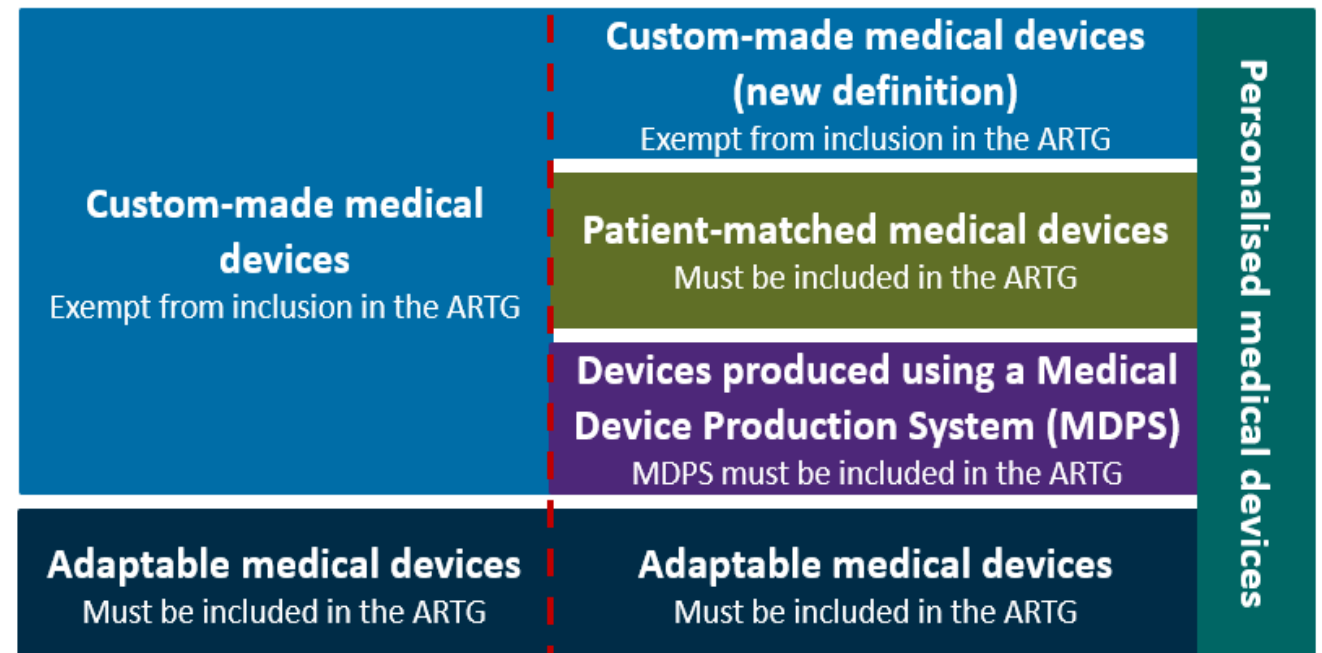 Custom-made medical
devices
Exempt from inclusion in the ARTG
Adaptable medical devices
Must be included in the ARTG
Custom-made medical devices
(new definition)
Exempt from inclusion in the ARTG
Patient-matched medical devices
Must be included in the ARTG
Devices produced using a Medical
Device Production System (MDPS)
MDPS must be included in the ARTG
Adaptable medical devices
Must be included in the ARTG
Personalised medical devices